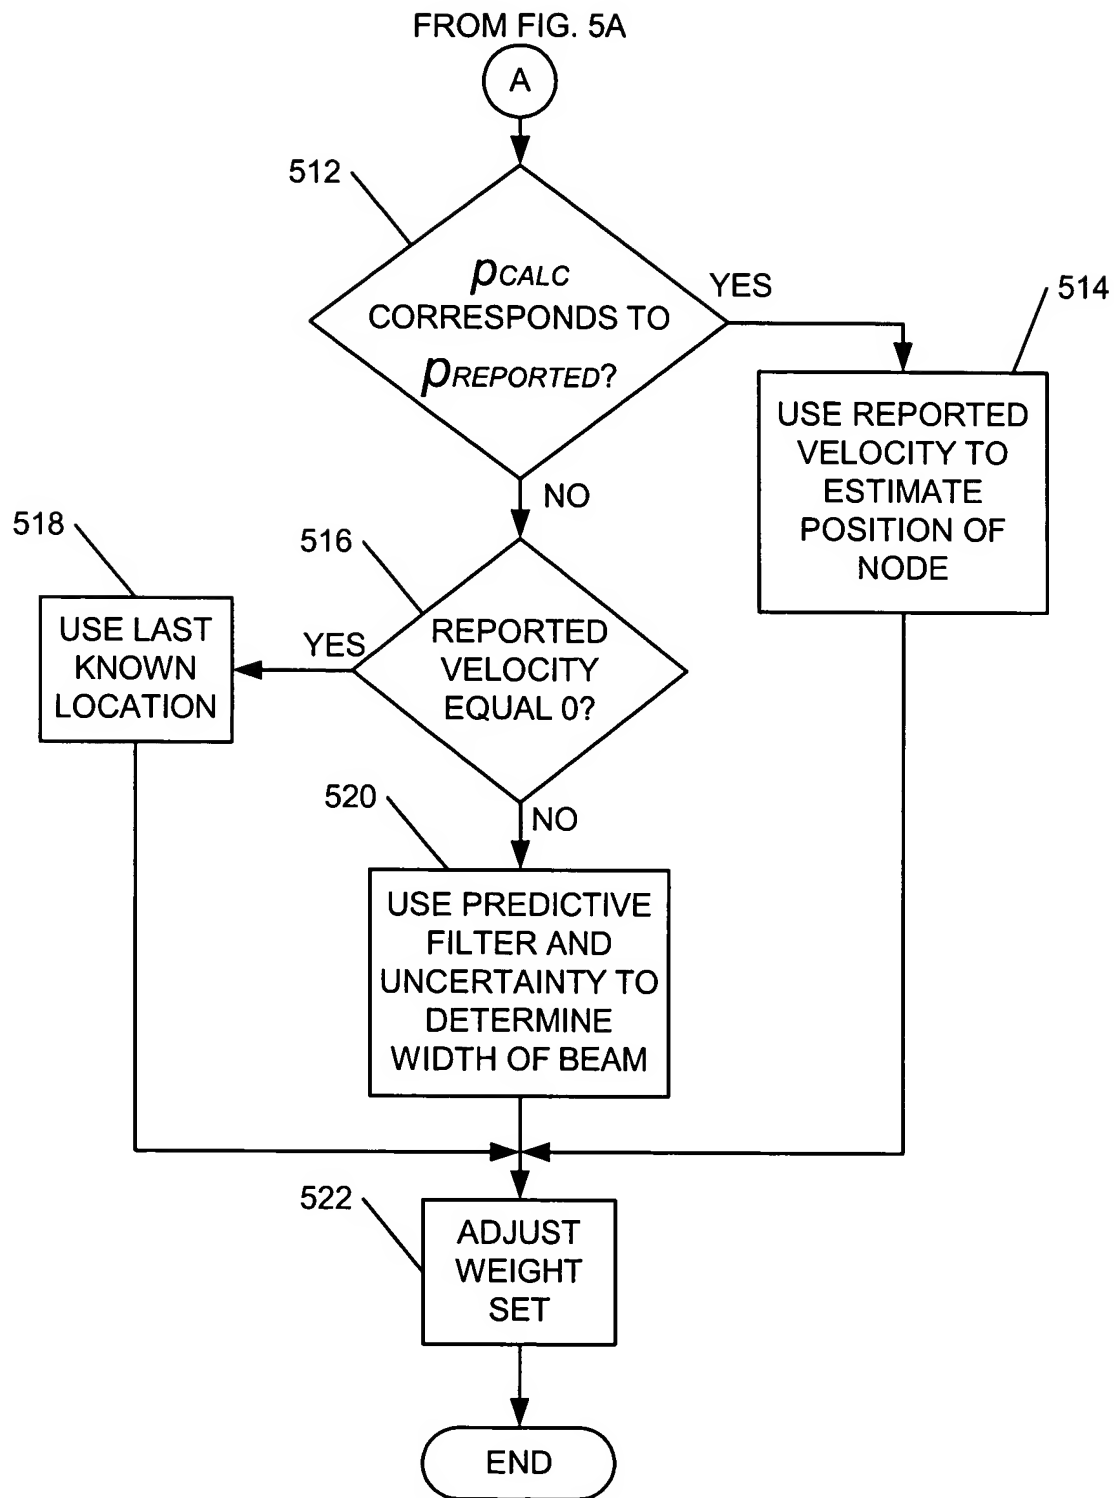 FROM FIG. 5A
A
512
pCALC
CORRESPONDS TO
pREPORTED?
YES
514
USE REPORTED
VELOCITY TO
ESTIMATE
POSITION OF
NODE
NO
518
516
USE LAST
KNOWN
LOCATION
YES
REPORTED
VELOCITY
EQUAL 0?
520
NO
USE PREDICTIVE
FILTER AND
UNCERTAINTY TO
DETERMINE
WIDTH OF BEAM
522
ADJUST
WEIGHT
SET
END